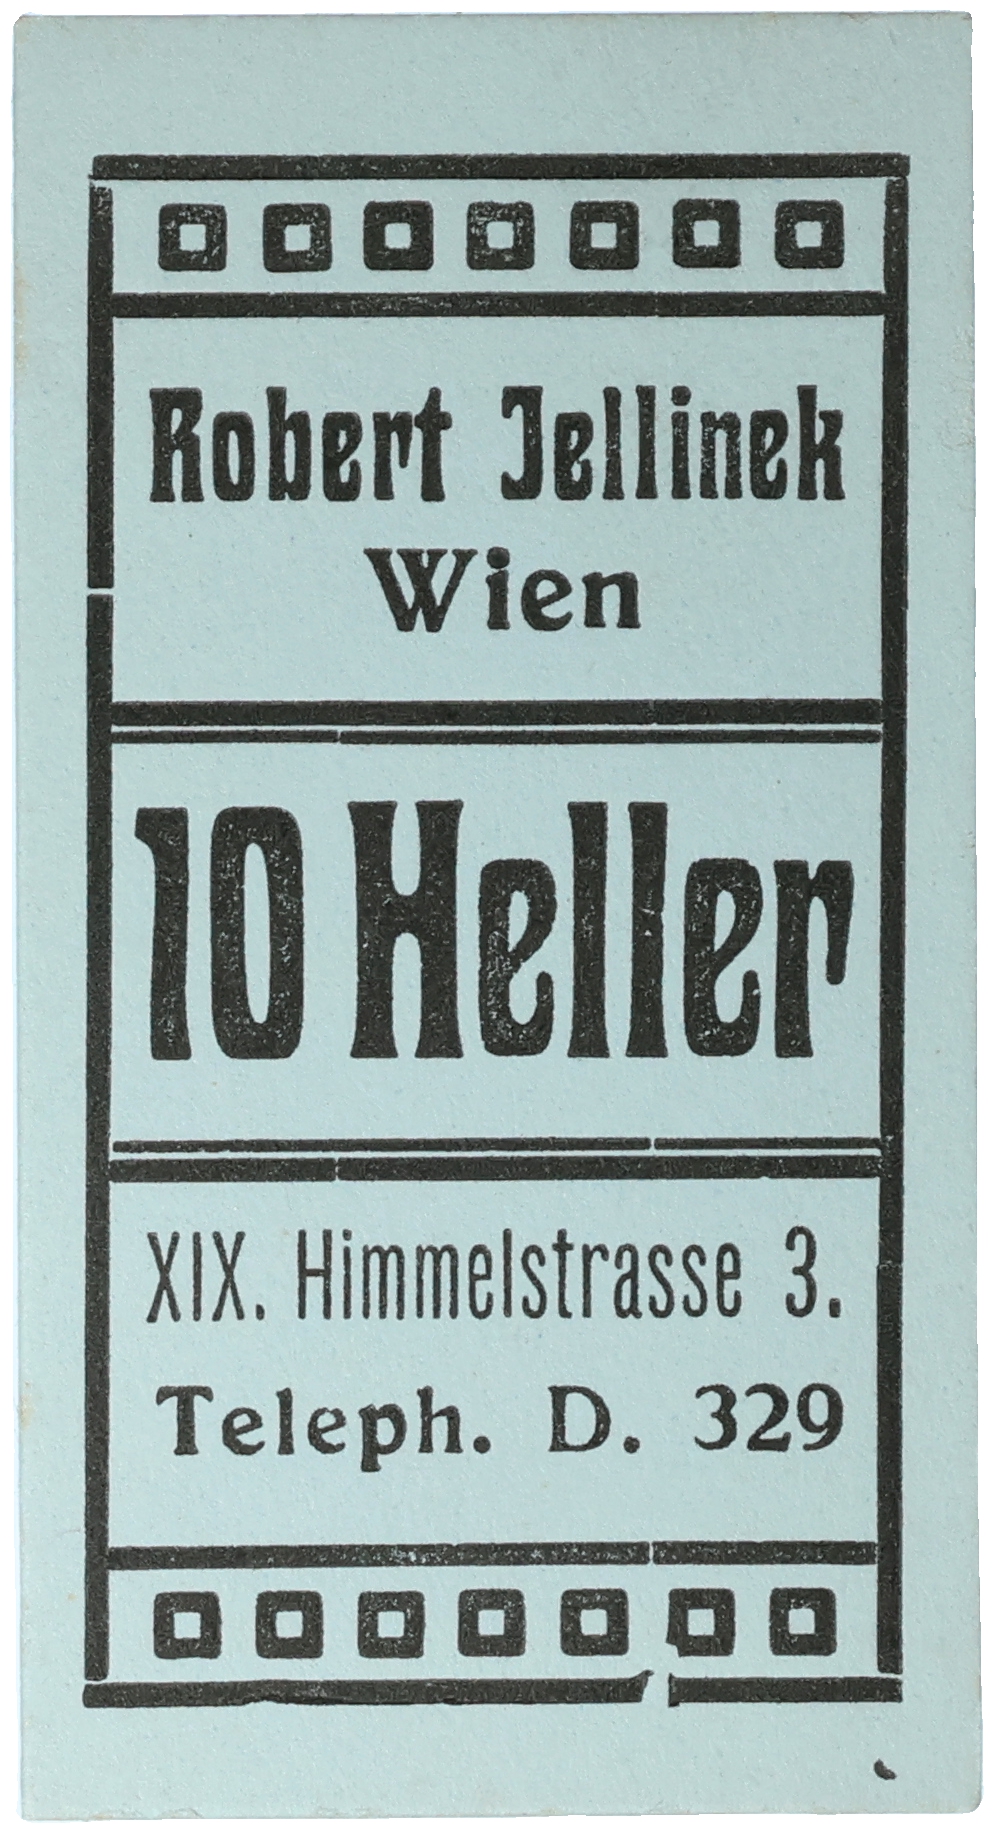 Robert Jellinek
Wien
10 Heller
XIX. Himmelstrasse 3.
Teleph. D. 329